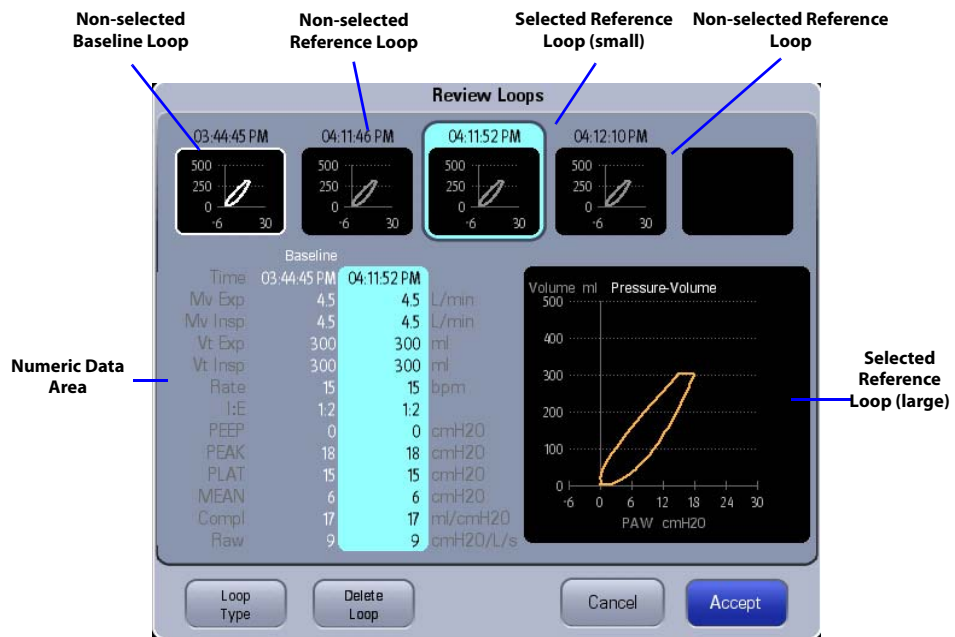 Non-selected Baseline Loop
Non-selected Reference Loop
Selected Reference Loop (small)
Non-selected Reference Loop
Review Loops
03:44:45 PM
04:11:46 PM
04:11:52 PM
04:12:10 PM
500
250
0
-6 30
500
250
0
-6 30
500
250
0
-6 30
500
250
0
-6 30
Baseline
Time 03:44:45 PM 04:11:52 PM
Mv Exp 4.5 4.5 L/min
Mv Insp 4.5 4.5 L/min
Vt Exp 300 300 ml
Vt Insp 300 300 ml
Rate 15 15 bpm
I:E 1:2 1:2
PEEP 0 0 cmH2O
PEAK 18 18 cmH2O
PLAT 15 15 cmH2O
MEAN 6 6 cmH2O
Compl 17 17 ml/cmH2O
Raw 9 9 cmH2O/L/s
Numeric Data Area
Volume ml Pressure-Volume
500
400
300
200
100
0
-6 0 6 12 18 24 30
PAW cmH2O
Selected Reference Loop (large)
Loop Type
Delete Loop
Cancel
Accept